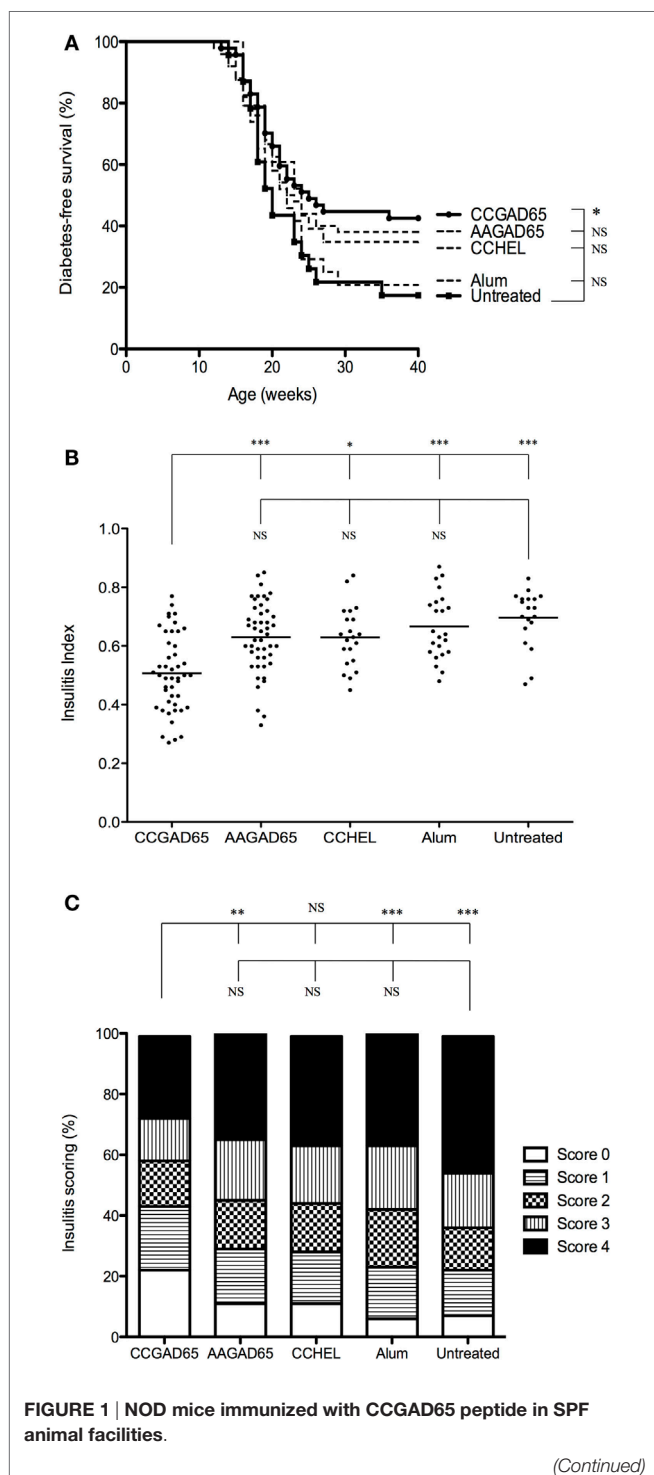 A
100
80
60
40
20
0
Diabetes-free survival (%)
0 10 20 30 40
Age (weeks)
CCGAD65 *
AAGAD65 NS
CCHEL NS
Alum NS
Untreated
B
*** * *** ***
NS NS NS
1.0
0.8
0.6
0.4
0.2
0.0
Insulitis Index
CCGAD65 AAGAD65 CCHEL Alum Untreated
C
** NS *** ***
NS NS NS
100
80
60
40
20
0
Insulitis scoring (%)
CCGAD65 AAGAD65 CCHEL Alum Untreated
Score 0
Score 1
Score 2
Score 3
Score 4
FIGURE 1 | NOD mice immunized with CCGAD65 peptide in SPF
animal facilities.
(Continued)